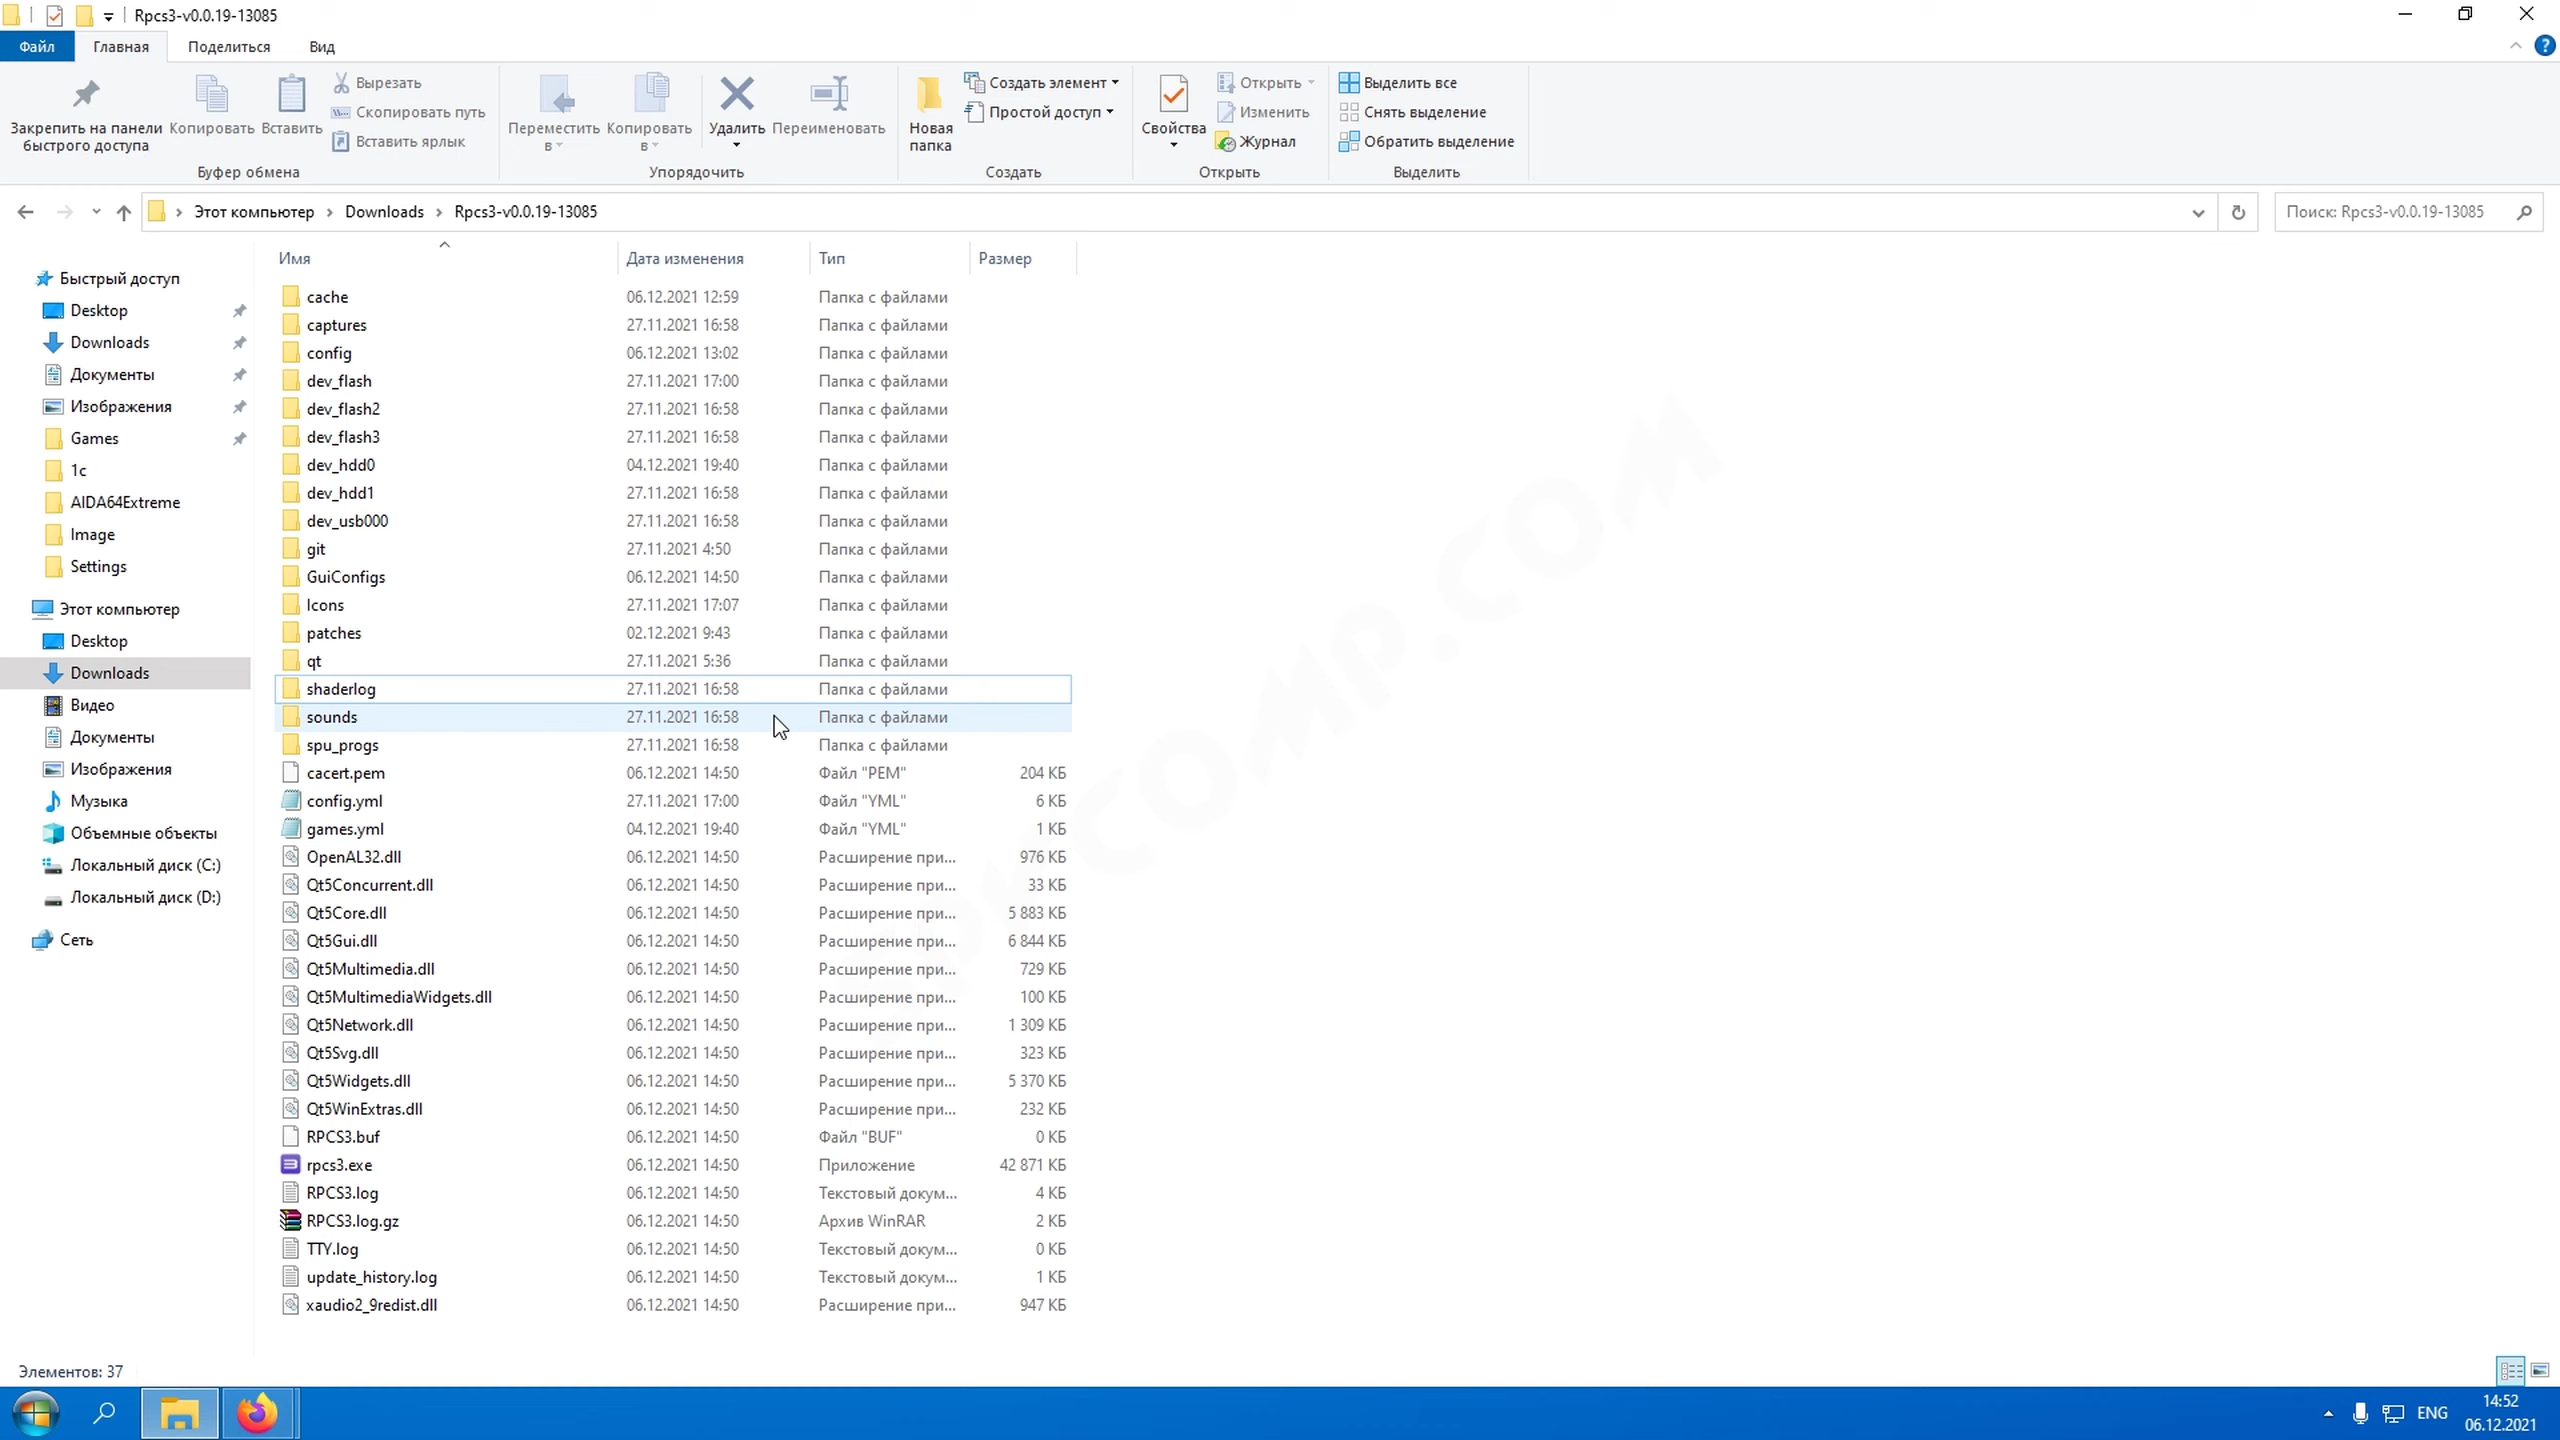 Rpcs3-v0.0.19-13085
Файл Главная Поделиться Вид
Закрепить на панели быстрого доступа
Копировать
Вставить
Вырезать
Скопировать путь
Вставить ярлык
Буфер обмена
Переместить в
Копировать в
Удалить
Переименовать
Упорядочить
Новая папка
Создать элемент
Простой доступ
Создать
Свойства
Открыть
Изменить
Журнал
Открыть
Выделить все
Снять выделение
Обратить выделение
Выделить
Этот компьютер › Downloads › Rpcs3-v0.0.19-13085
Поиск: Rpcs3-v0.0.19-13085
Быстрый доступ
Desktop
Downloads
Документы
Изображения
Games
1c
AIDA64Extreme
Image
Settings
Этот компьютер
Desktop
Downloads
Видео
Документы
Изображения
Музыка
Объемные объекты
Локальный диск (C:)
Локальный диск (D:)
Сеть
Имя Дата изменения Тип Размер
cache 06.12.2021 12:59 Папка с файлами
captures 27.11.2021 16:58 Папка с файлами
config 06.12.2021 13:02 Папка с файлами
dev_flash 27.11.2021 17:00 Папка с файлами
dev_flash2 27.11.2021 16:58 Папка с файлами
dev_flash3 27.11.2021 16:58 Папка с файлами
dev_hdd0 04.12.2021 19:40 Папка с файлами
dev_hdd1 27.11.2021 16:58 Папка с файлами
dev_usb000 27.11.2021 16:58 Папка с файлами
git 27.11.2021 4:50 Папка с файлами
GuiConfigs 06.12.2021 14:50 Папка с файлами
Icons 27.11.2021 17:07 Папка с файлами
patches 02.12.2021 9:43 Папка с файлами
qt 27.11.2021 5:36 Папка с файлами
shaderlog 27.11.2021 16:58 Папка с файлами
sounds 27.11.2021 16:58 Папка с файлами
spu_progs 27.11.2021 16:58 Папка с файлами
cacert.pem 06.12.2021 14:50 Файл "PEM" 204 КБ
config.yml 27.11.2021 17:00 Файл "YML" 6 КБ
games.yml 04.12.2021 19:40 Файл "YML" 1 КБ
OpenAL32.dll 06.12.2021 14:50 Расширение при... 976 КБ
Qt5Concurrent.dll 06.12.2021 14:50 Расширение при... 33 КБ
Qt5Core.dll 06.12.2021 14:50 Расширение при... 5 883 КБ
Qt5Gui.dll 06.12.2021 14:50 Расширение при... 6 844 КБ
Qt5Multimedia.dll 06.12.2021 14:50 Расширение при... 729 КБ
Qt5MultimediaWidgets.dll 06.12.2021 14:50 Расширение при... 100 КБ
Qt5Network.dll 06.12.2021 14:50 Расширение при... 1 309 КБ
Qt5Svg.dll 06.12.2021 14:50 Расширение при... 323 КБ
Qt5Widgets.dll 06.12.2021 14:50 Расширение при... 5 370 КБ
Qt5WinExtras.dll 06.12.2021 14:50 Расширение при... 232 КБ
RPCS3.buf 06.12.2021 14:50 Файл "BUF" 0 КБ
rpcs3.exe 06.12.2021 14:50 Приложение 42 871 КБ
RPCS3.log 06.12.2021 14:50 Текстовый докум... 4 КБ
RPCS3.log.gz 06.12.2021 14:50 Архив WinRAR 2 КБ
TTY.log 06.12.2021 14:50 Текстовый докум... 0 КБ
update_history.log 06.12.2021 14:50 Текстовый докум... 1 КБ
xaudio2_9redist.dll 06.12.2021 14:50 Расширение при... 947 КБ
Элементов: 37
ENG
14:52
06.12.2021